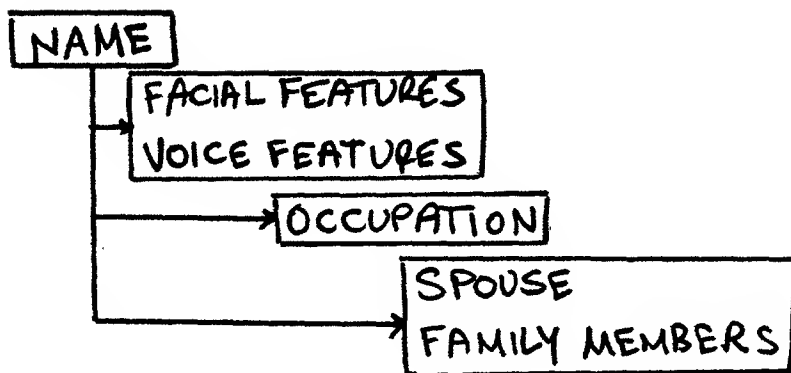 NAME
FACIAL FEATURES
VOICE FEATURES
OCCUPATION
SPOUSE
FAMILY MEMBERS